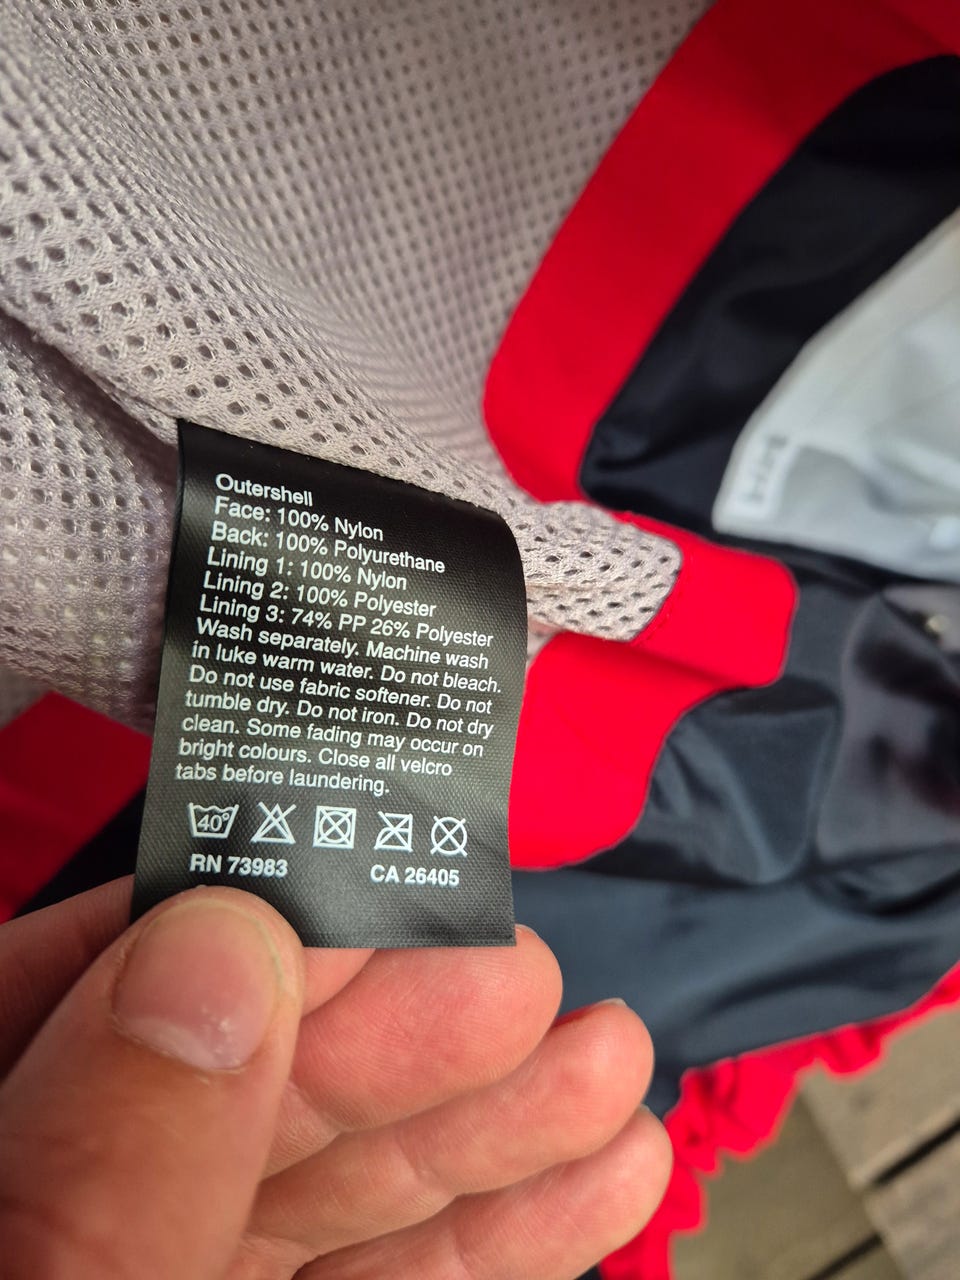 Outershell
Face: 100% Nylon
Back: 100% Polyurethane
Lining 1: 100% Nylon
Lining 2: 100% Polyester
Lining 3: 74% PP 26% Polyester
Wash separately. Machine wash
in luke warm water. Do not bleach.
Do not use fabric softener. Do not
tumble dry. Do not iron. Do not dry
clean. Some fading may occur on
bright colours. Close all velcro
tabs before laundering.
40°
RN 73983 CA 26405